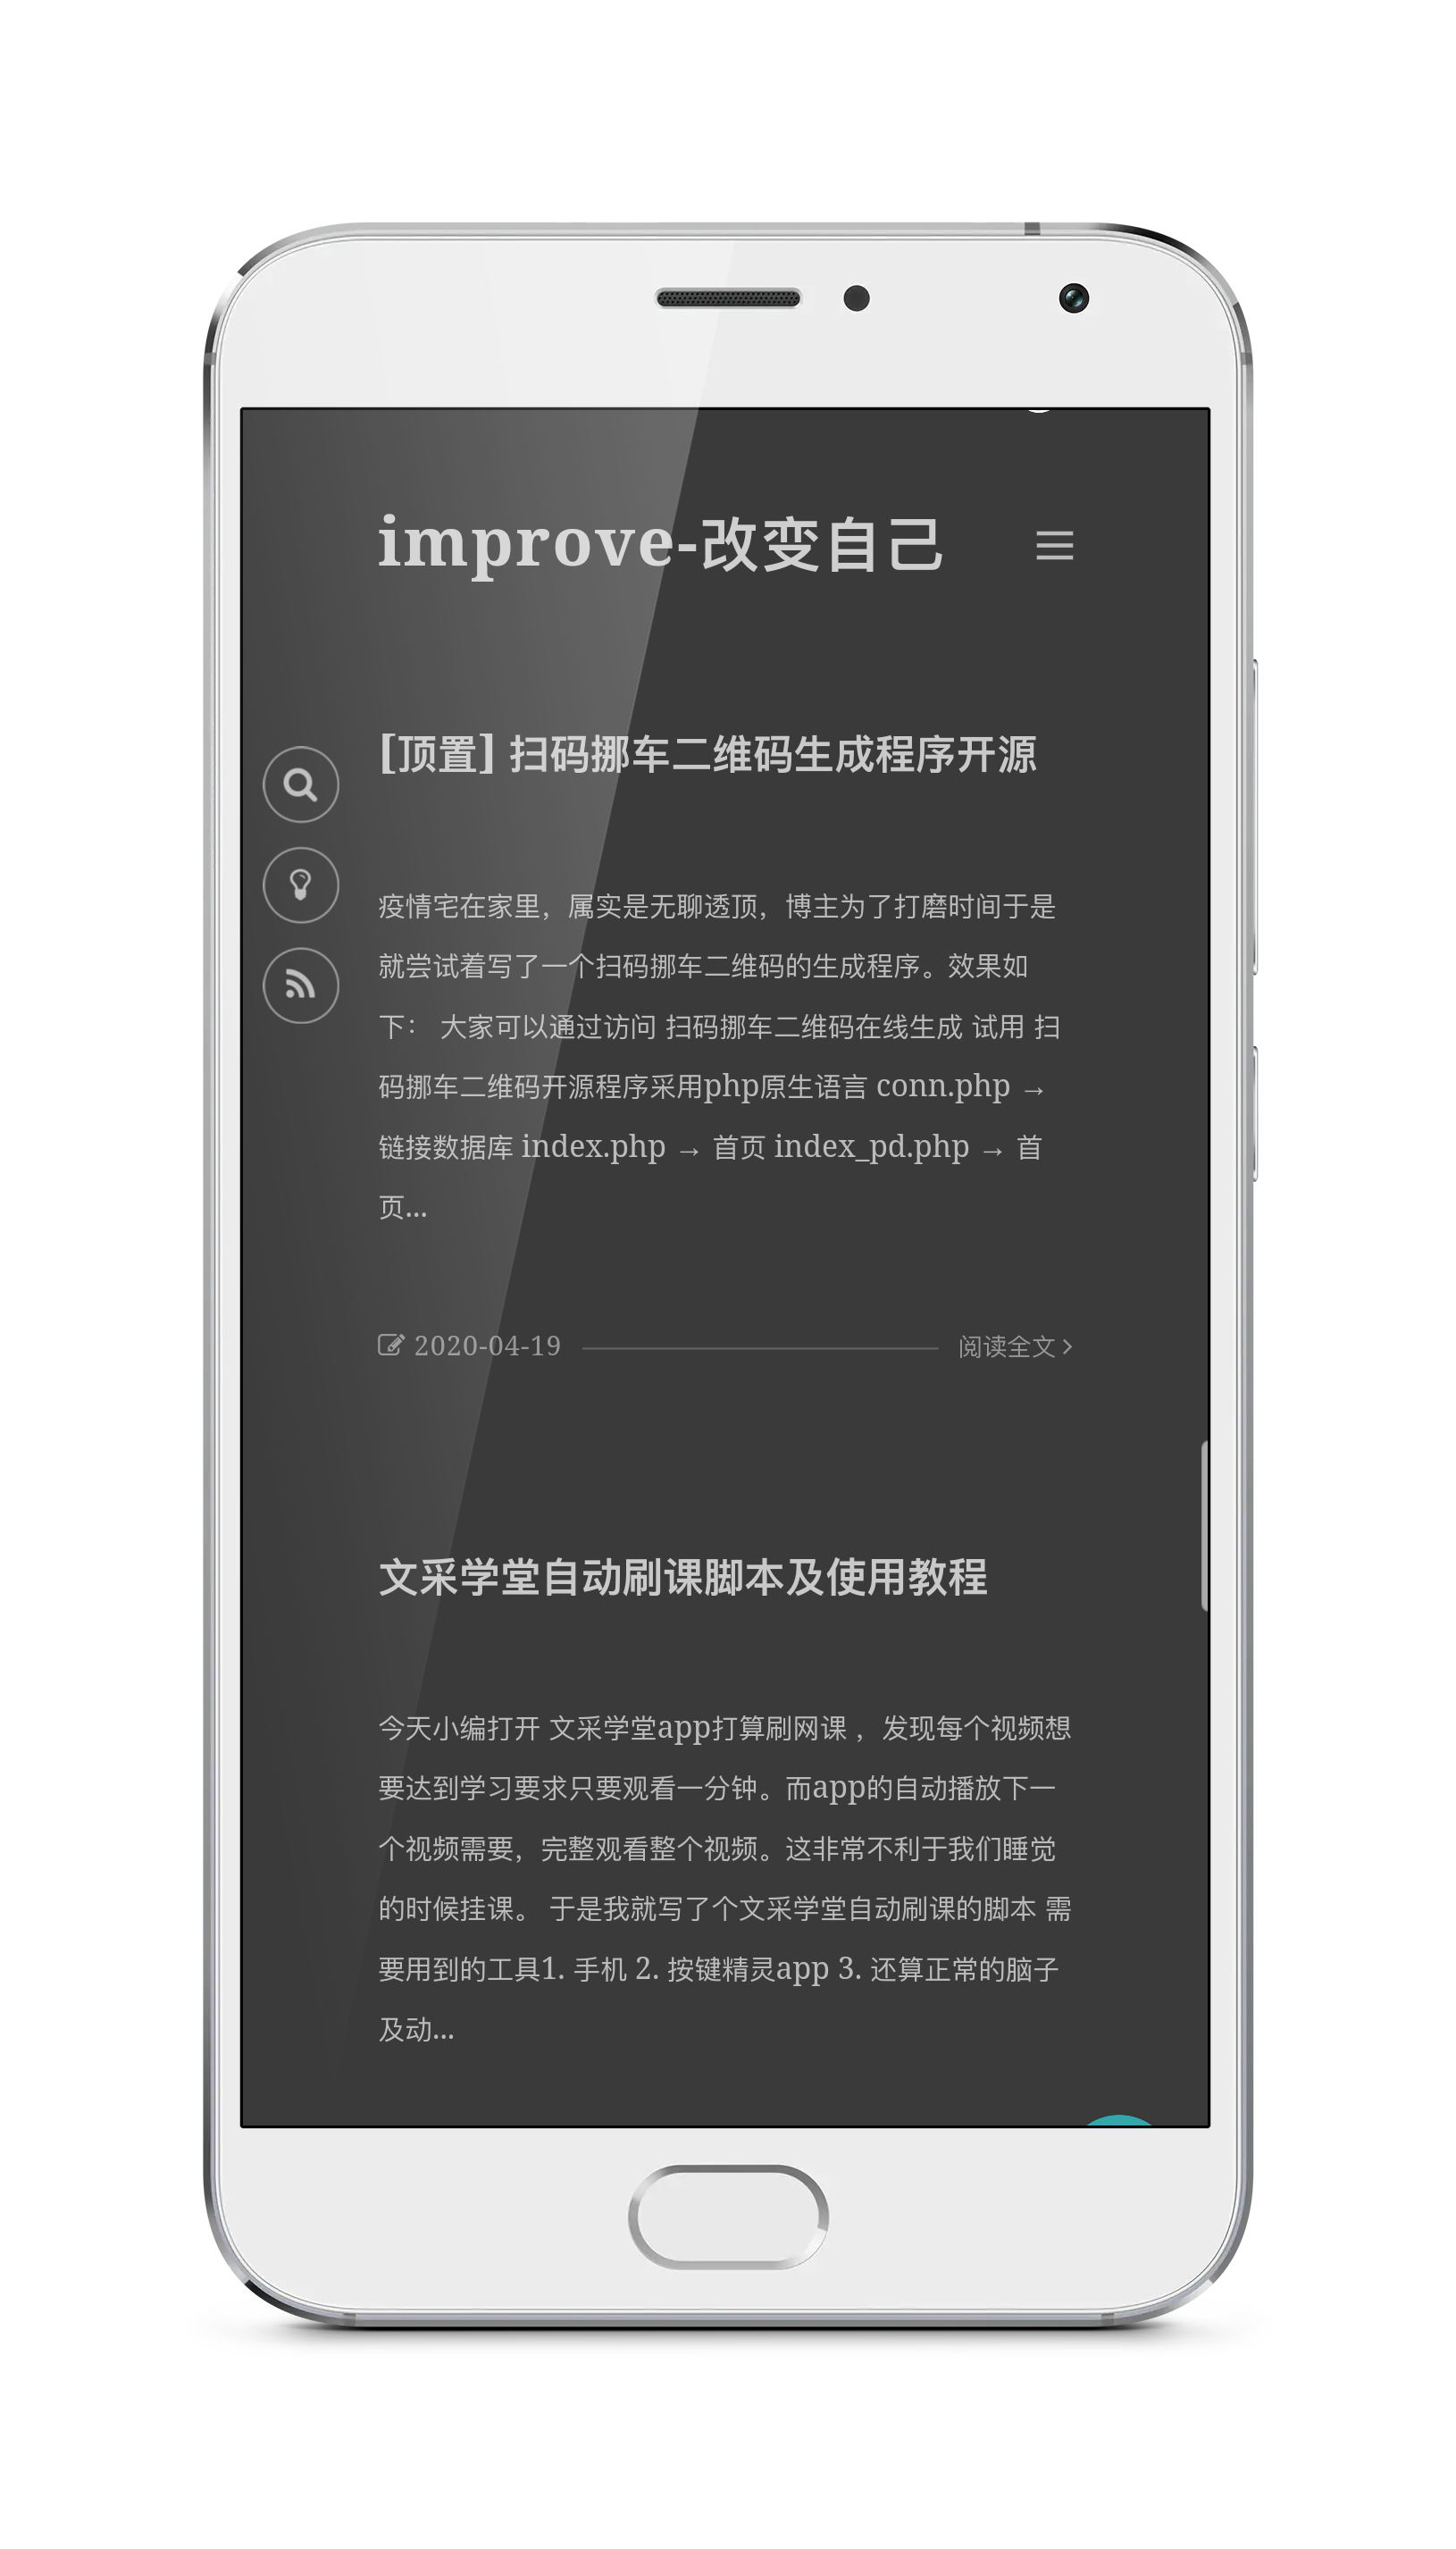 improve-改变自己
[顶置] 扫码挪车二维码生成程序开源
疫情宅在家里，属实是无聊透顶，博主为了打磨时间于是
就尝试着写了一个扫码挪车二维码的生成程序。效果如
下： 大家可以通过访问 扫码挪车二维码在线生成 试用 扫
码挪车二维码开源程序采用php原生语言 conn.php →
链接数据库 index.php → 首页 index_pd.php → 首
页...
2020-04-19 阅读全文
文采学堂自动刷课脚本及使用教程
今天小编打开 文采学堂app打算刷网课 ，发现每个视频想
要达到学习要求只要观看一分钟。而app的自动播放下一
个视频需要，完整观看整个视频。这非常不利于我们睡觉
的时候挂课。 于是我就写了个文采学堂自动刷课的脚本 需
要用到的工具1. 手机 2. 按键精灵app 3. 还算正常的脑子
及动...